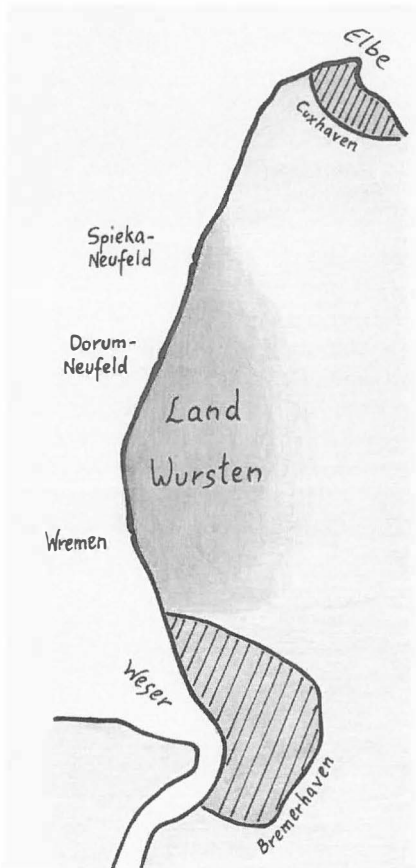 Elbe
Cuxhaven
Spieka-
Neufeld
Dorum-
Neufeld
Land
Wursten
Wremen
Weser
Bremerhaven